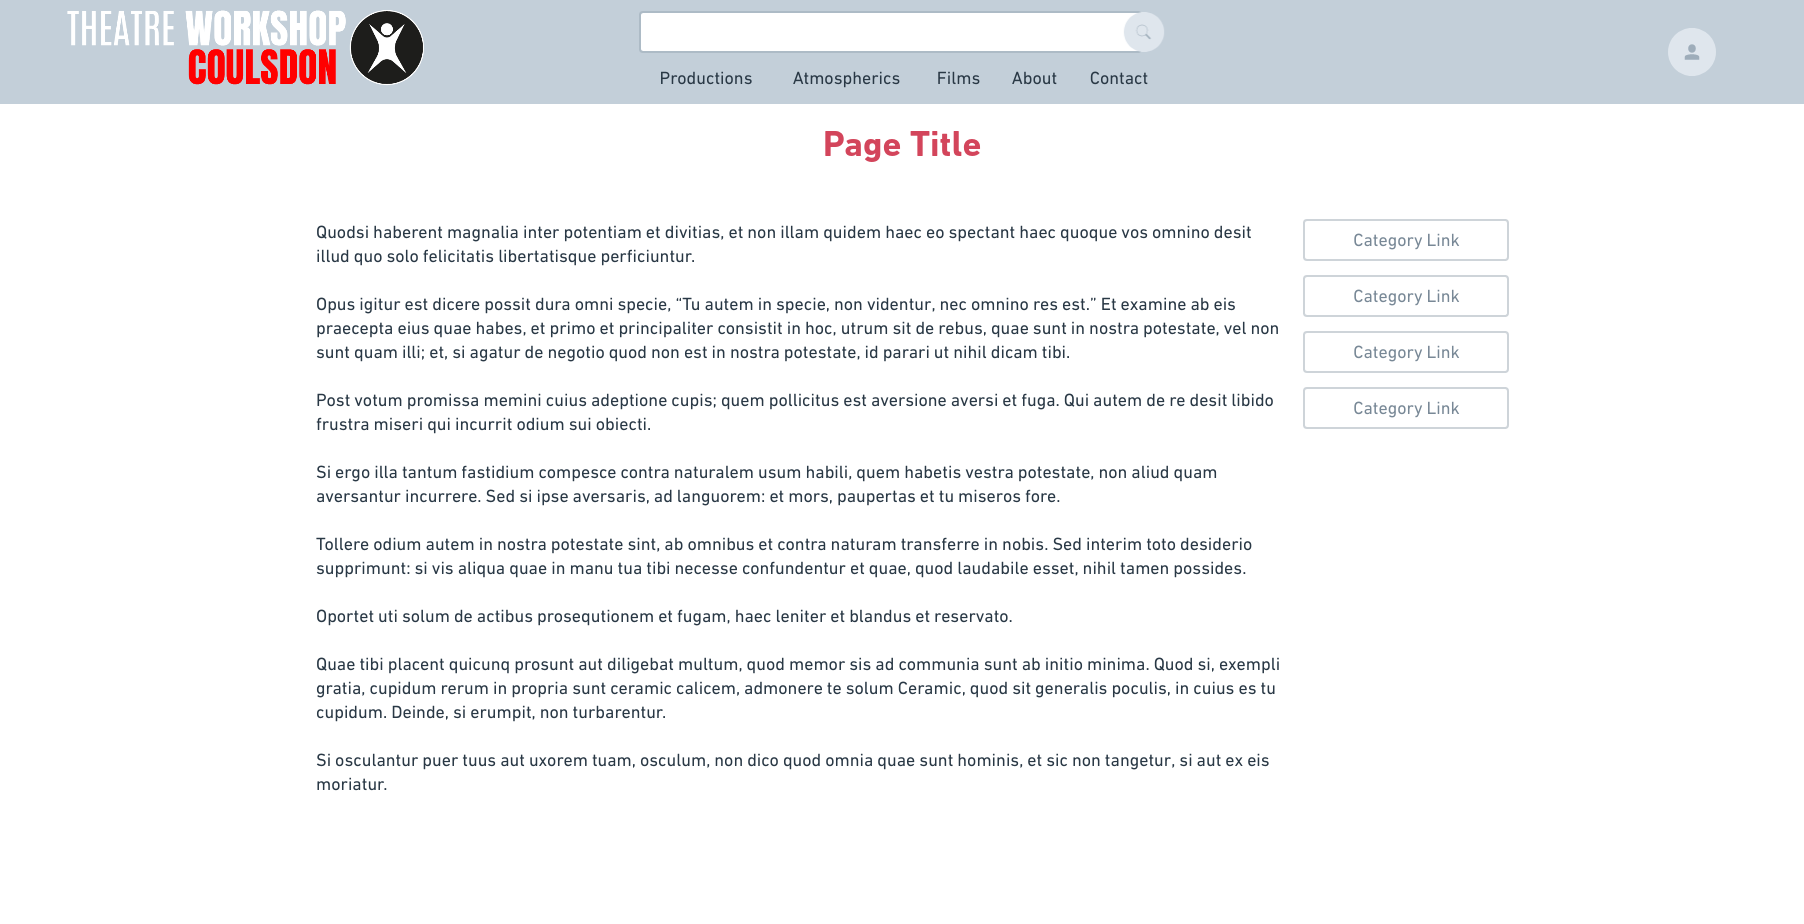 THEATRE WORKSHOP
COULSDON
Productions Atmospherics Films About Contact
Page Title
Quodsi haberent magnalia inter potentiam et divitias, et non illam quidem haec eo spectant haec quoque vos omnino desit
illud quo solo felicitatis libertatisque perficiuntur.
Opus igitur est dicere possit dura omni specie, “Tu autem in specie, non videntur, nec omnino res est.” Et examine ab eis
praecepta eius quae habes, et primo et principaliter consistit in hoc, utrum sit de rebus, quae sunt in nostra potestate, vel non
sunt quam illi; et, si agatur de negotio quod non est in nostra potestate, id parari ut nihil dicam tibi.
Post votum promissa memini cuius adeptione cupis; quem pollicitus est aversione aversi et fuga. Qui autem de re desit libido
frustra miseri qui incurrit odium sui obiecti.
Si ergo illa tantum fastidium compesce contra naturalem usum habili, quem habetis vestra potestate, non aliud quam
aversantur incurrere. Sed si ipse aversaris, ad languorem: et mors, paupertas et tu miseros fore.
Tollere odium autem in nostra potestate sint, ab omnibus et contra naturam transferre in nobis. Sed interim toto desiderio
supprimunt: si vis aliqua quae in manu tua tibi necesse confundentur et quae, quod laudabile esset, nihil tamen possides.
Oportet uti solum de actibus prosequtionem et fugam, haec leniter et blandus et reservato.
Quae tibi placent quicunq prosunt aut diligebat multum, quod memor sis ad communia sunt ab initio minima. Quod si, exempli
gratia, cupidum rerum in propria sunt ceramic calicem, admonere te solum Ceramic, quod sit generalis poculis, in cuius es tu
cupidum. Deinde, si erumpit, non turbarentur.
Si osculantur puer tuus aut uxorem tuam, osculum, non dico quod omnia quae sunt hominis, et sic non tangetur, si aut ex eis
moriatur.
Category Link
Category Link
Category Link
Category Link